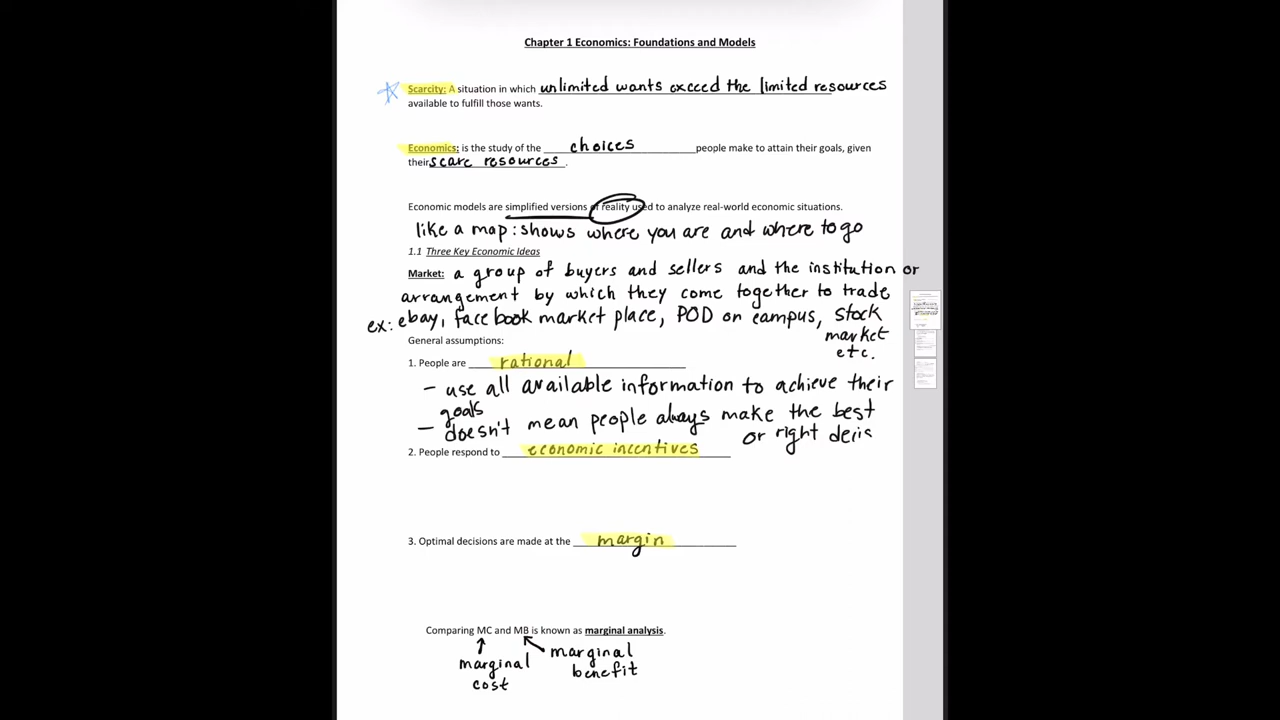 Chapter 1 Economics: Foundations and Models
Scarcity: A situation in which unlimited wants exceed the limited resources
available to fulfill those wants.
Economics: is the study of the choices people make to attain their goals, given
their scare resources.
Economic models are simplified versions of reality used to analyze real-world economic situations.
like a map: shows where you are and where to go
1.1 Three Key Economic Ideas
Market: a group of buyers and sellers and the institution or
arrangement by which they come together to trade
ex: ebay, facebook market place, POD on campus, stock
market
etc.
General assumptions:
1. People are rational
- use all available information to achieve their
goals
- doesn't mean people always make the best
or right decis
2. People respond to economic incentives
3. Optimal decisions are made at the margin
Comparing MC and MB is known as marginal analysis.
marginal
cost
marginal
benefit